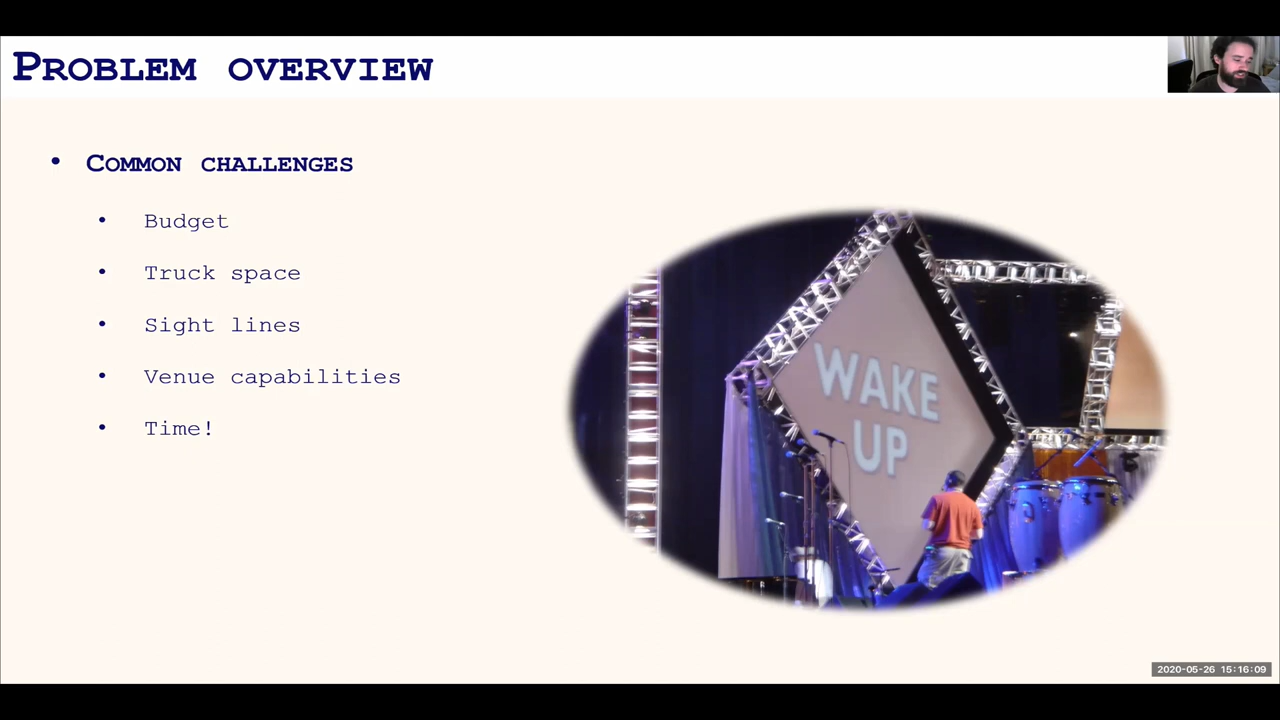 Problem overview
• Common challenges
• Budget
• Truck space
• Sight lines
• Venue capabilities
• Time!
WAKE
UP
2020-05-26 15:16:09